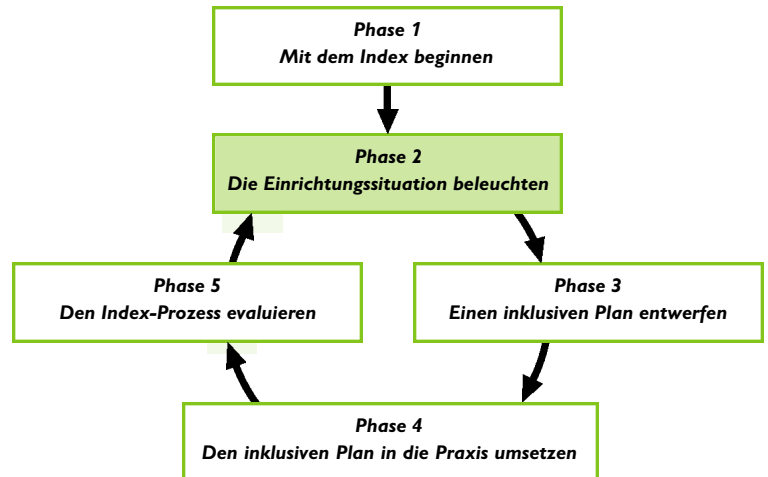 Phase 1
Mit dem Index beginnen
Phase 2
Die Einrichtungssituation beleuchten
Phase 5
Den Index-Prozess evaluieren
Phase 3
Einen inklusiven Plan entwerfen
Phase 4
Den inklusiven Plan in die Praxis umsetzen